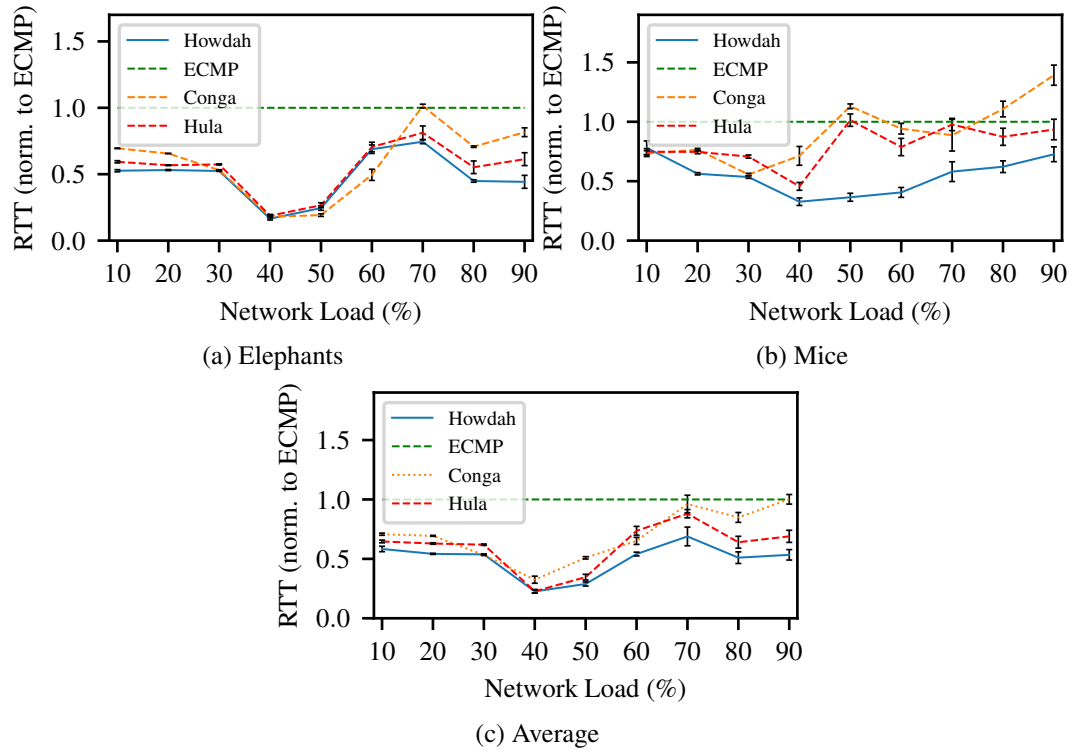 RTT (norm. to ECMP)
1.5
1.0
0.5
0.0
Howdah
ECMP
Conga
Hula
10 20 30 40 50 60 70 80 90
Network Load (%)
(a) Elephants
RTT (norm. to ECMP)
1.5
1.0
0.5
0.0
Howdah
ECMP
Conga
Hula
10 20 30 40 50 60 70 80 90
Network Load (%)
(b) Mice
RTT (norm. to ECMP)
1.5
1.0
0.5
0.0
Howdah
ECMP
Conga
Hula
10 20 30 40 50 60 70 80 90
Network Load (%)
(c) Average